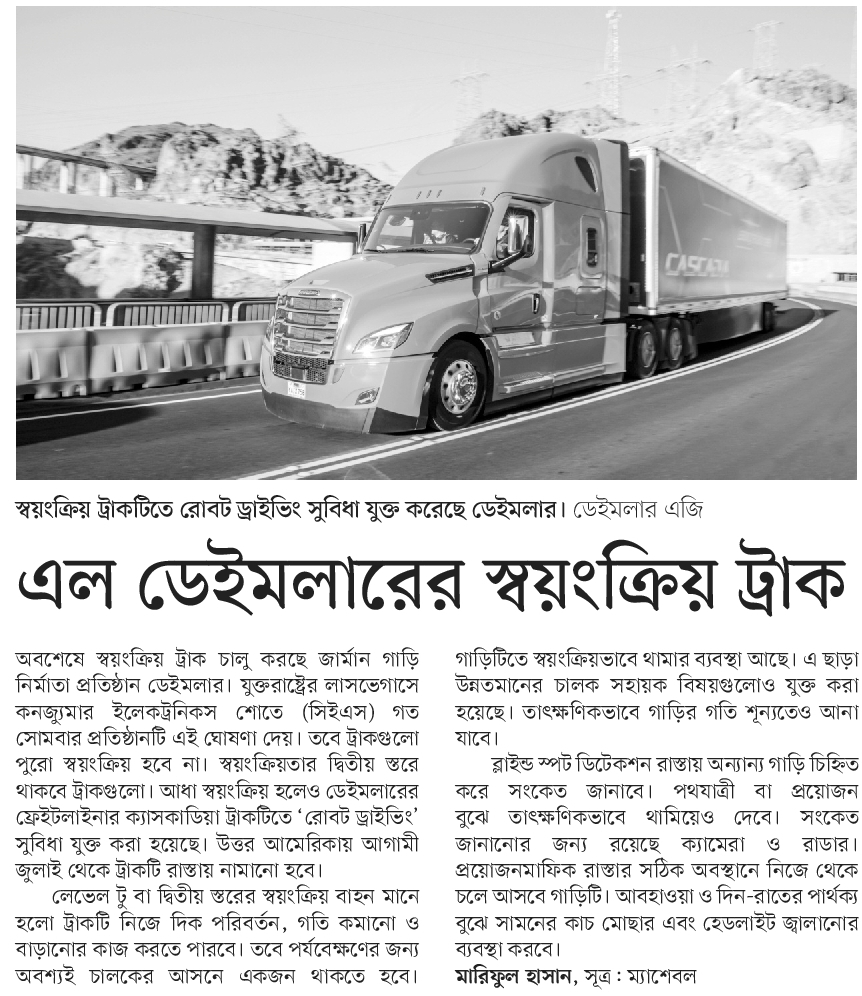 CASCADIA
স্বয়ংক্রিয় ট্রাকটিতে রোবট ড্রাইভিং সুবিধা যুক্ত করেছে ডেইমলার। ডেইমলার এজি
এল ডেইমলারের স্বয়ংক্রিয় ট্রাক
অবশেষে স্বয়ংক্রিয় ট্রাক চালু করছে জার্মান গাড়ি
নির্মাতা প্রতিষ্ঠান ডেইমলার। যুক্তরাষ্ট্রের লাসভেগাসে
কনজ্যুমার ইলেকট্রনিকস শোতে (সিইএস) গত
সোমবার প্রতিষ্ঠানটি এই ঘোষণা দেয়। তবে ট্রাকগুলো
পুরো স্বয়ংক্রিয় হবে না। স্বয়ংক্রিয়তার দ্বিতীয় স্তরে
থাকবে ট্রাকগুলো। আধা স্বয়ংক্রিয় হলেও ডেইমলারের
ফ্রেইটলাইনার ক্যাসকাডিয়া ট্রাকটিতে ‘রোবট ড্রাইভিং’
সুবিধা যুক্ত করা হয়েছে। উত্তর আমেরিকায় আগামী
জুলাই থেকে ট্রাকটি রাস্তায় নামানো হবে।
লেভেল টু বা দ্বিতীয় স্তরের স্বয়ংক্রিয় বাহন মানে
হলো ট্রাকটি নিজে দিক পরিবর্তন, গতি কমানো ও
বাড়ানোর কাজ করতে পারবে। তবে পর্যবেক্ষণের জন্য
অবশ্যই চালকের আসনে একজন থাকতে হবে।
গাড়িটিতে স্বয়ংক্রিয়ভাবে থামার ব্যবস্থা আছে। এ ছাড়া
উন্নতমানের চালক সহায়ক বিষয়গুলোও যুক্ত করা
হয়েছে। তাৎক্ষণিকভাবে গাড়ির গতি শূন্যতেও আনা
যাবে।
ব্লাইন্ড স্পট ডিটেকশন রাস্তায় অন্যান্য গাড়ি চিহ্নিত
করে সংকেত জানাবে। পথযাত্রী বা প্রয়োজন
বুঝে তাৎক্ষণিকভাবে থামিয়েও দেবে। সংকেত
জানানোর জন্য রয়েছে ক্যামেরা ও রাডার।
প্রয়োজনমাফিক রাস্তার সঠিক অবস্থানে নিজে থেকে
চলে আসবে গাড়িটি। আবহাওয়া ও দিন-রাতের পার্থক্য
বুঝে সামনের কাচ মোছার এবং হেডলাইট জ্বালানোর
ব্যবস্থা করবে।
মারিফুল হাসান, সূত্র : ম্যাশেবল